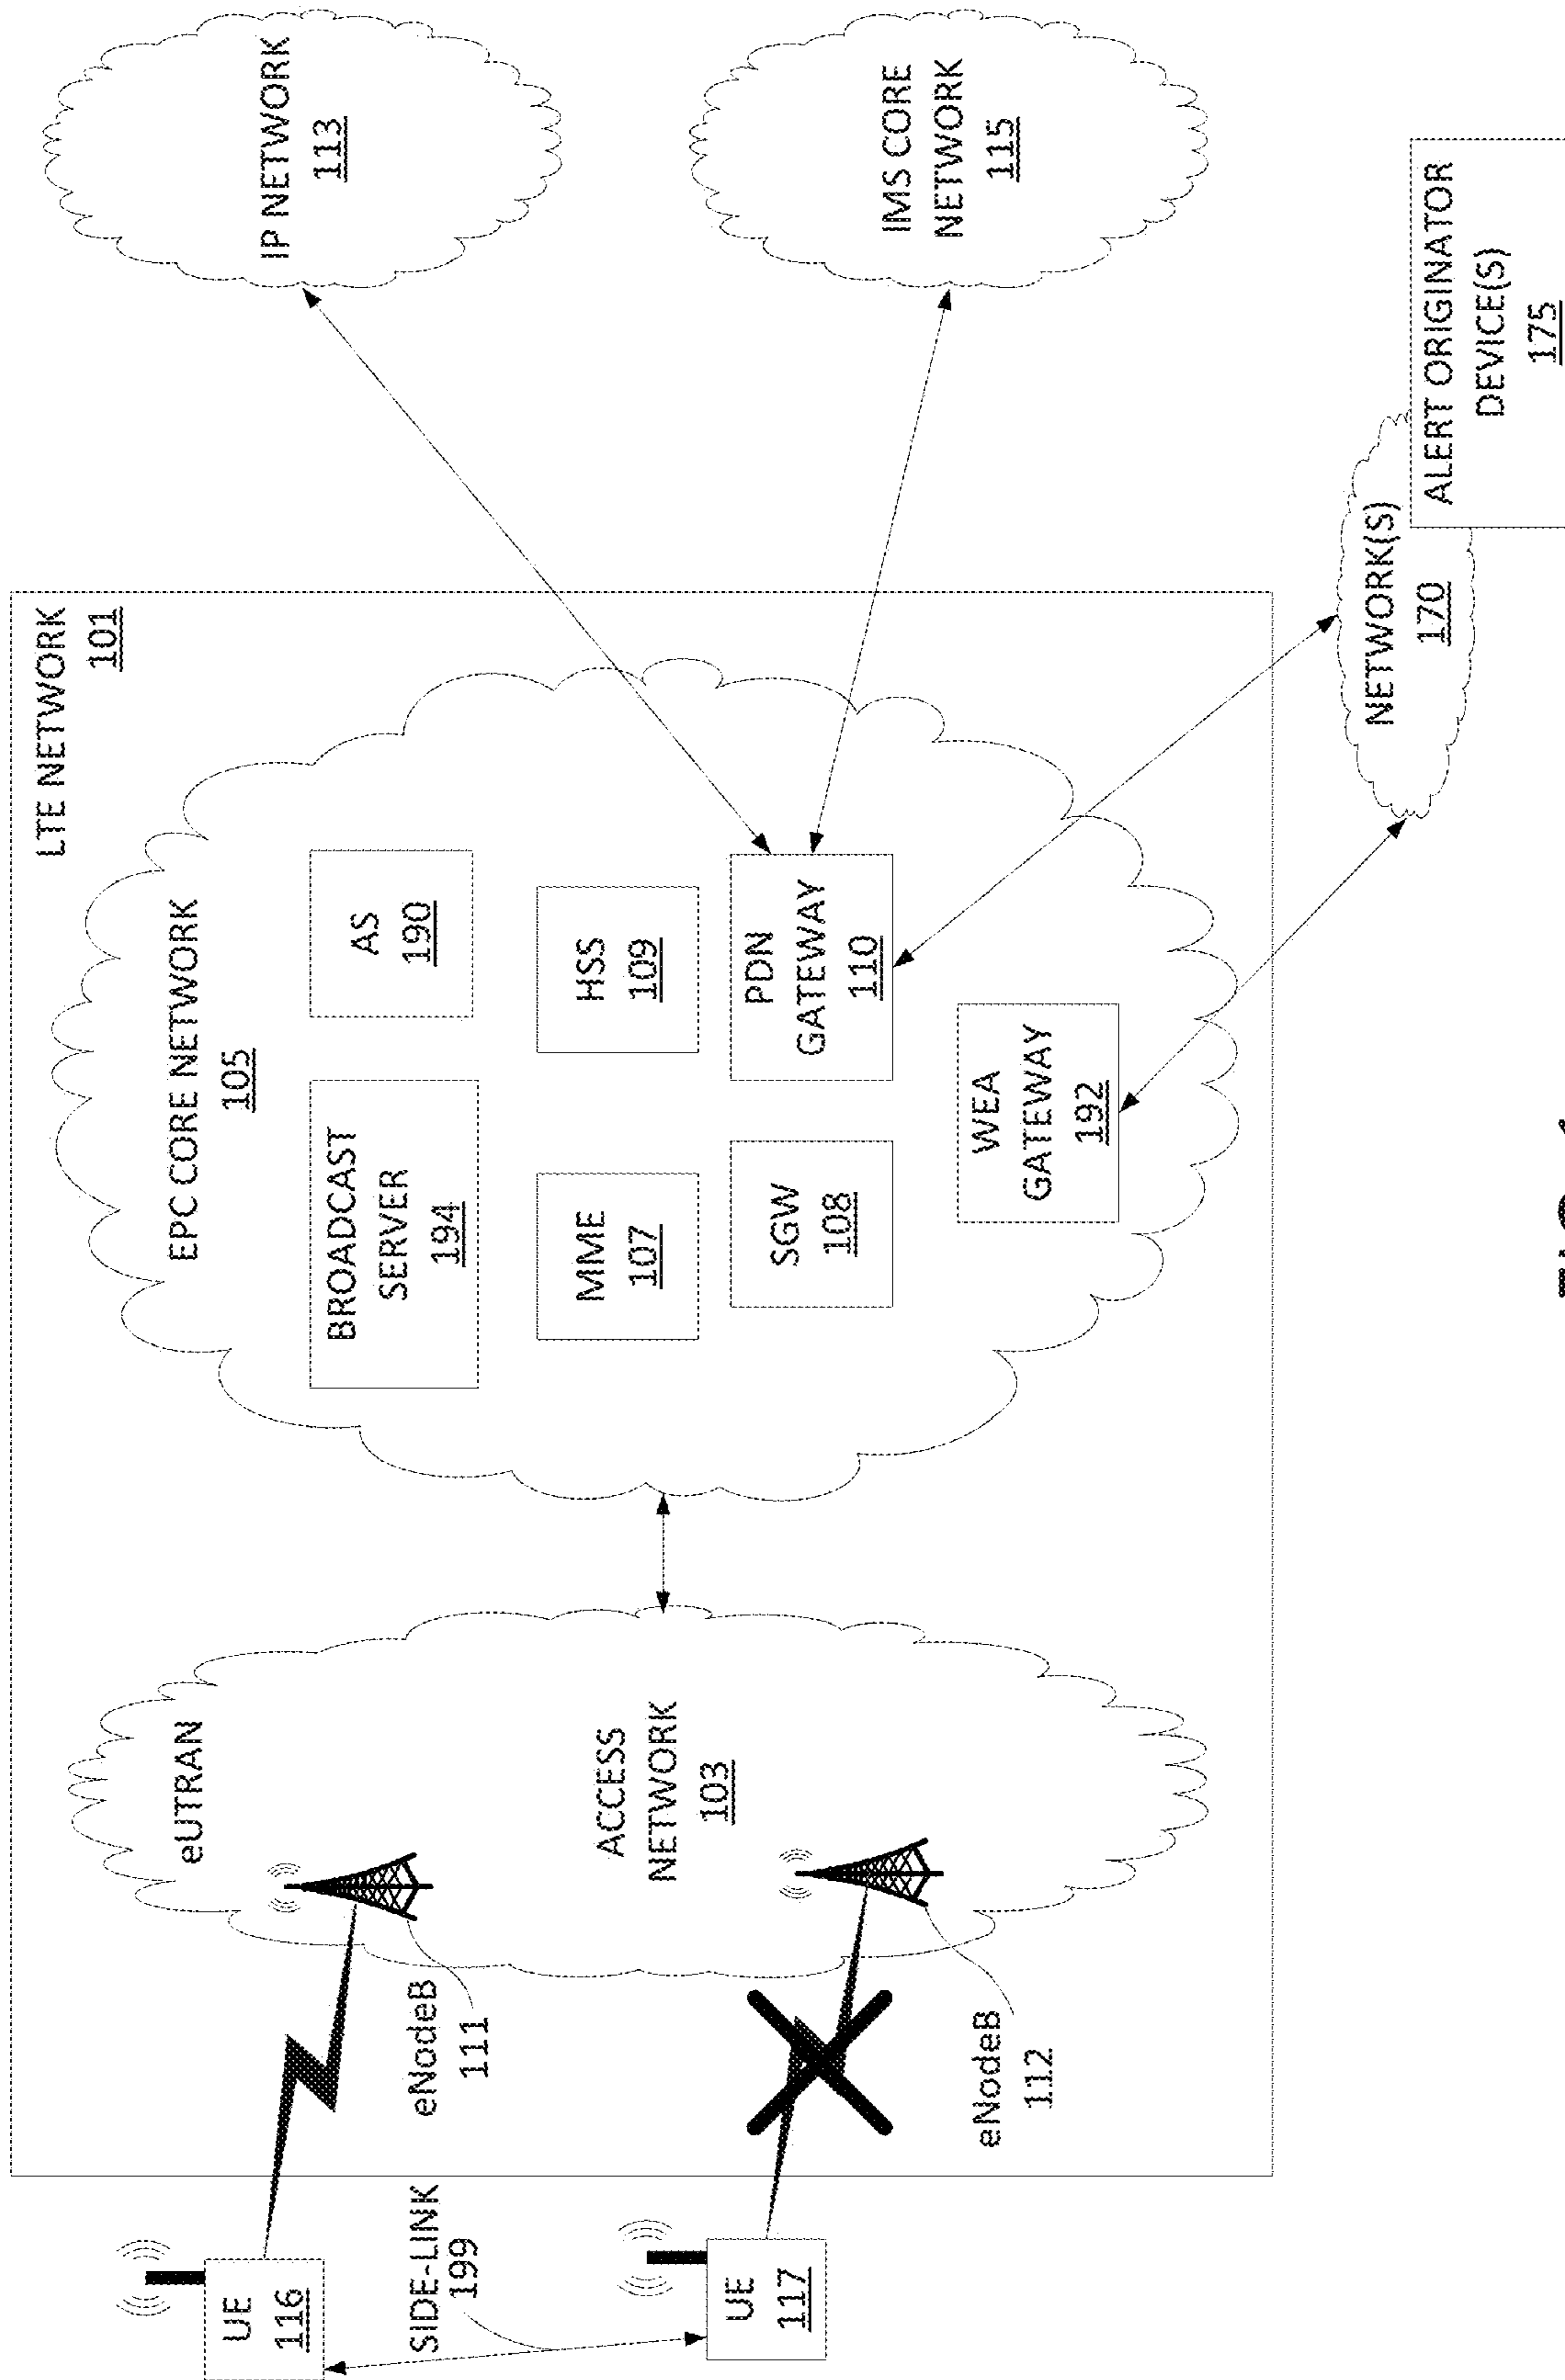 LTE NETWORK
101
eUTRAN
ACCESS
NETWORK
103
EPC CORE NETWORK
105
BROADCAST
SERVER
194
AS
190
MME
107
HSS
109
SGW
108
PDN
GATEWAY
110
WEA
GATEWAY
192
IP NETWORK
113
IMS CORE
NETWORK
115
UE
116
SIDE-LINK
199
UE
117
eNodeB
111
eNodeB
112
NETWORK(S)
170
ALERT ORIGINATOR
DEVICE(S)
175